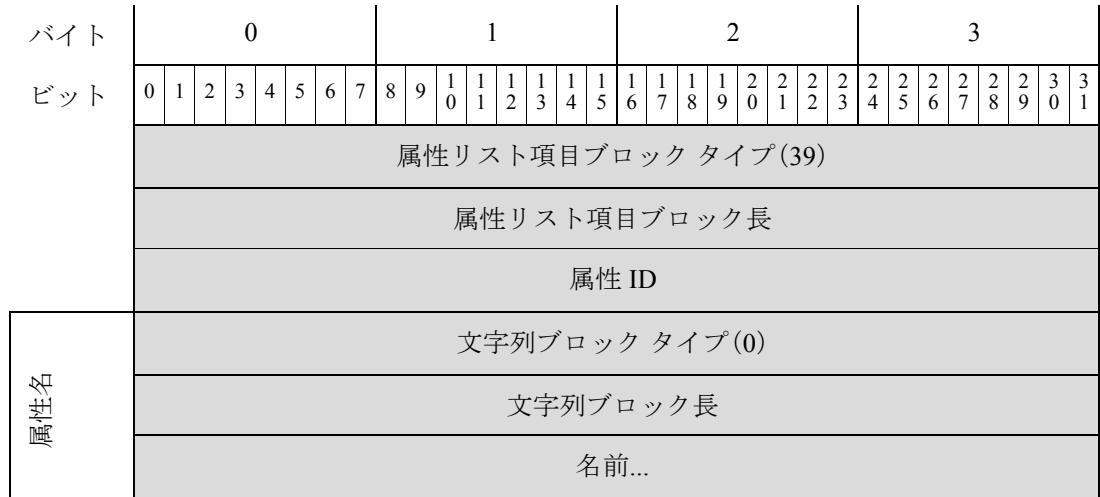 バイト 0 1 2 3
ビット 0 1 2 3 4 5 6 7 8 9 10 11 12 13 14 15 16 17 18 19 20 21 22 23 24 25 26 27 28 29 30 31
属性リスト項目ブロック タイプ(39)
属性リスト項目ブロック長
属性 ID
属性名
文字列ブロック タイプ(0)
文字列ブロック長
名前...